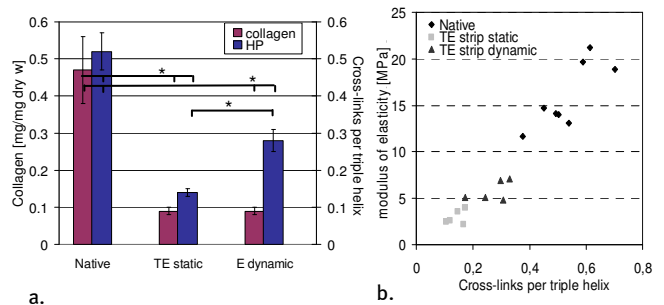 collagen
HP
Collagen [mg/mg dry w]
0.6
0.5
0.4
0.3
0.2
0.1
0.0
* 
*
*
0.6
0.5
0.4
0.3
0.2
0.1
0.0
Cross-links per triple helix
Native TE static E dynamic
a.
Native
TE strip static
TE strip dynamic
modulus of elasticity [MPa]
25
20
15
10
5
0
0 0,2 0,4 0,6 0,8
Cross-links per triple helix
b.